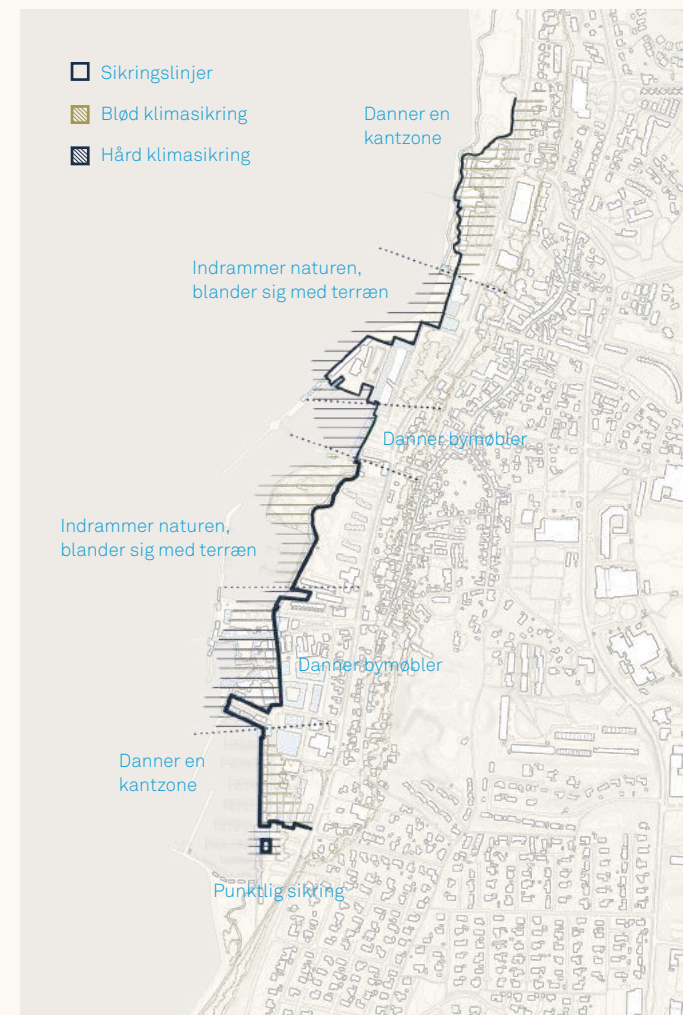 Sikringslinjer
Blød klimasikring
Hård klimasikring
Danner en
kantzone
Indrammer naturen,
blander sig med terræn
Danner bymøbler
Indrammer naturen,
blander sig med terræn
Danner bymøbler
Danner en
kantzone
Punktlig sikring